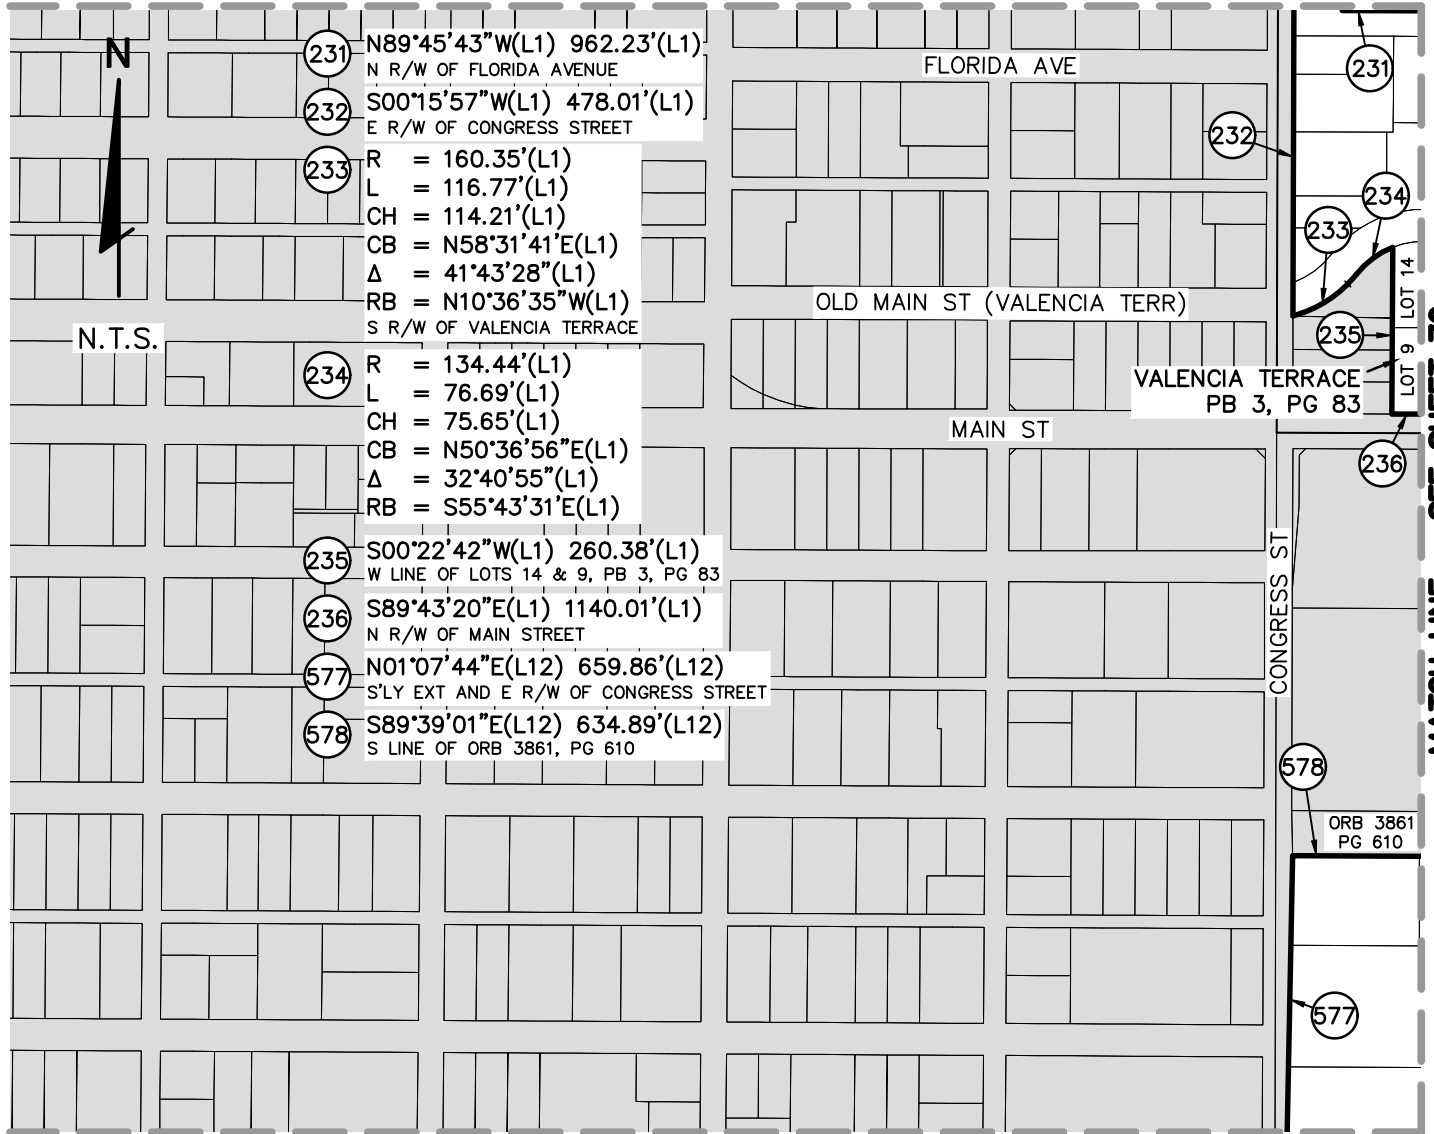 N
N.T.S.
231
N89°45'43"W(L1) 962.23'(L1)
N R/W OF FLORIDA AVENUE
232
S00°15'57"W(L1) 478.01'(L1)
E R/W OF CONGRESS STREET
233
R = 160.35'(L1)
L = 116.77'(L1)
CH = 114.21'(L1)
CB = N58°31'41'E(L1)
Δ = 41°43'28"(L1)
RB = N10°36'35"W(L1)
S R/W OF VALENCIA TERRACE
234
R = 134.44'(L1)
L = 76.69'(L1)
CH = 75.65'(L1)
CB = N50°36'56"E(L1)
Δ = 32°40'55"(L1)
RB = S55°43'31'E(L1)
235
S00°22'42"W(L1) 260.38'(L1)
W LINE OF LOTS 14 & 9, PB 3, PG 83
236
S89°43'20"E(L1) 1140.01'(L1)
N R/W OF MAIN STREET
577
N01°07'44"E(L12) 659.86'(L12)
S'LY EXT AND E R/W OF CONGRESS STREET
578
S89°39'01"E(L12) 634.89'(L12)
S LINE OF ORB 3861, PG 610
FLORIDA AVE
231
232
234
233
OLD MAIN ST (VALENCIA TERR)
LOT 14
235
LOT 9
VALENCIA TERRACE
PB 3, PG 83
MAIN ST
236
CONGRESS ST
578
ORB 3861
PG 610
577